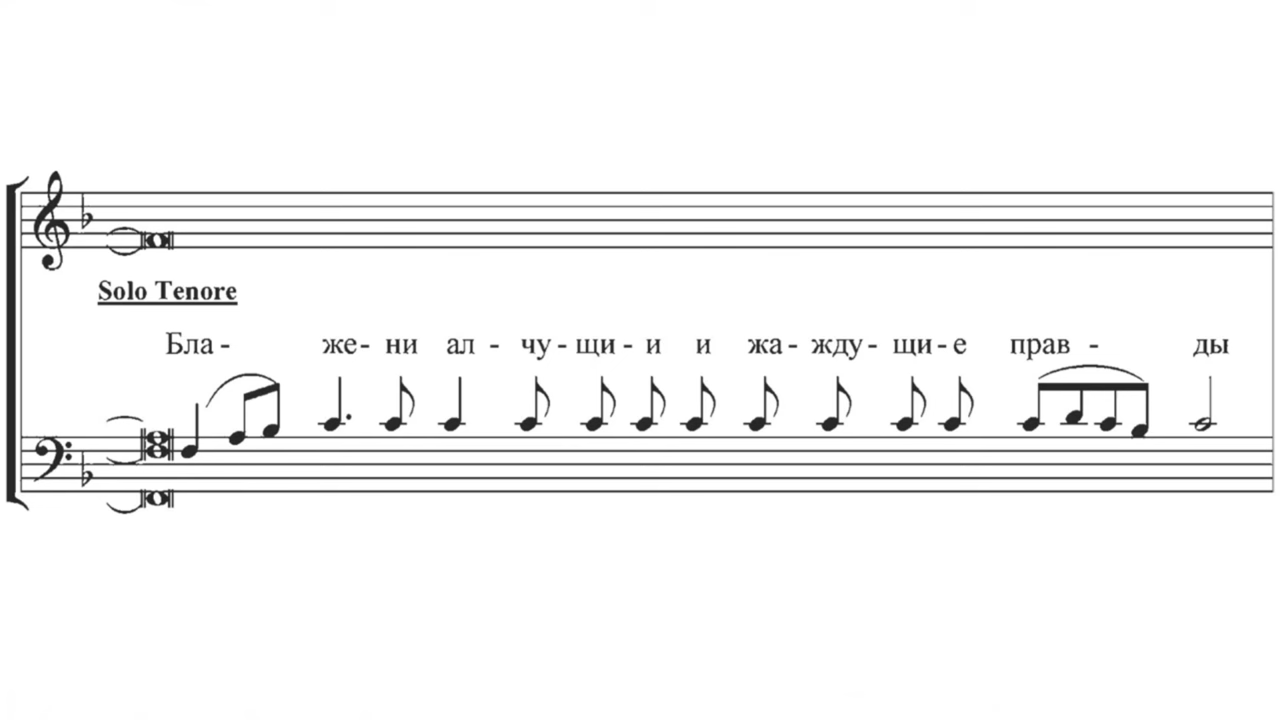 Solo Tenore
Бла - же- ни ал - чу - щи - и и жа - жду - щи - е прав - ды